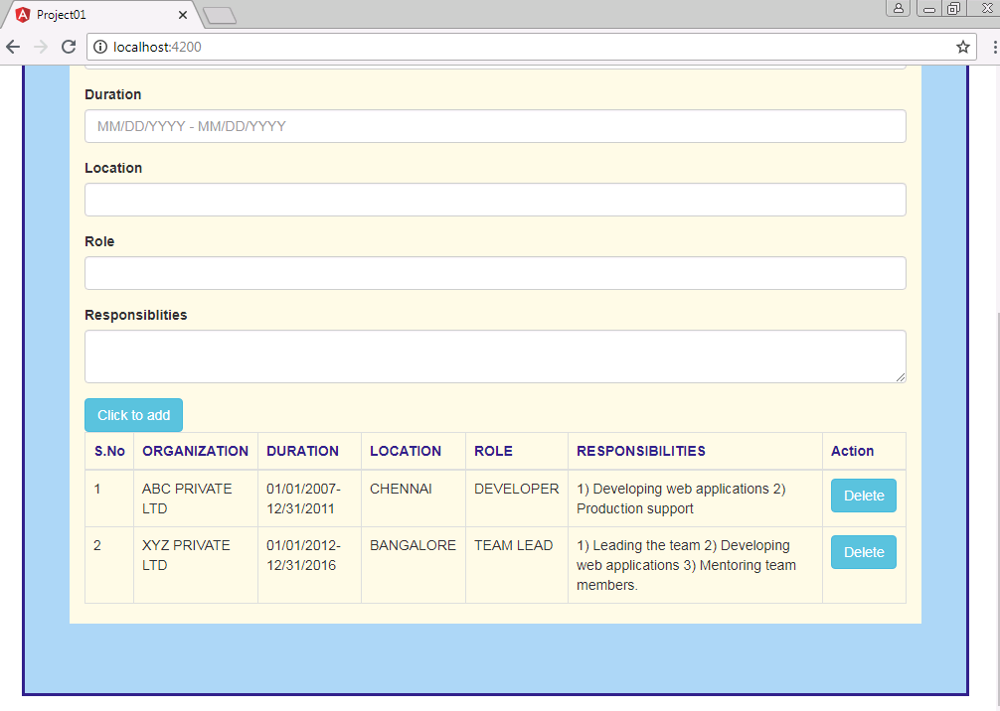 Project01
localhost:4200
Duration
MM/DD/YYYY - MM/DD/YYYY
Location
Role
Responsiblities
Click to add
S.No ORGANIZATION DURATION LOCATION ROLE RESPONSIBILITIES Action
1 ABC PRIVATE LTD 01/01/2007-12/31/2011 CHENNAI DEVELOPER 1) Developing web applications 2) Production support Delete
2 XYZ PRIVATE LTD 01/01/2012-12/31/2016 BANGALORE TEAM LEAD 1) Leading the team 2) Developing web applications 3) Mentoring team members. Delete